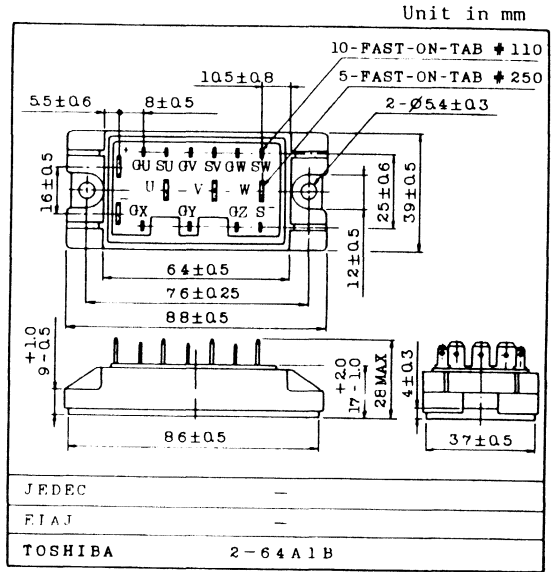 Unit in mm
10-FAST-ON-TAB #110
10.5±0.8
5-FAST-ON-TAB #250
5.5±0.6
8±0.5
2-Ø5.4±0.3
+
GU SU GV SV GW SW
U
V
W
-
GX
GY
GZ
S-
16±0.5
25±0.6
39±0.5
12±0.5
64±0.5
76±0.25
88±0.5
+1.0
9-0.5
+2.0
17-1.0
28MAX
4±0.3
86±0.5
37±0.5
JEDEC —
EIAJ —
TOSHIBA 2-64A1B